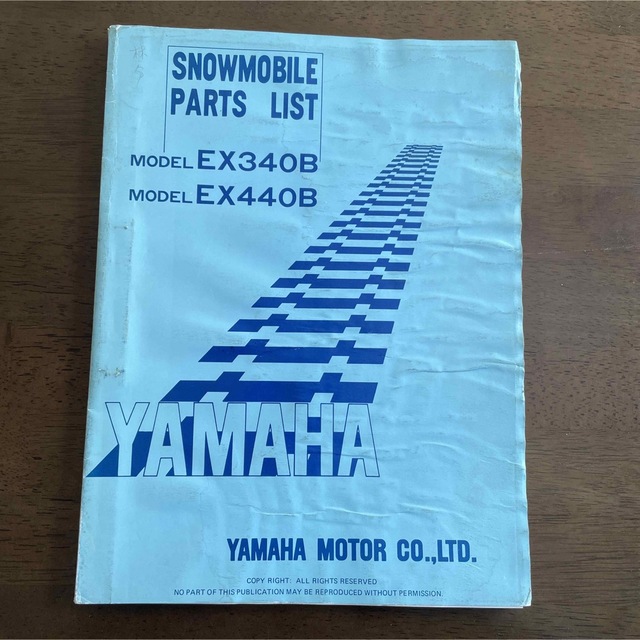 SNOWMOBILE
PARTS LIST
MODEL EX340B
MODEL EX440B
YAMAHA
YAMAHA MOTOR CO.,LTD.
COPY RIGHT: ALL RIGHTS RESERVED
NO PART OF THIS PUBLICATION MAY BE REPRODUCED WITHOUT PERMISSION.